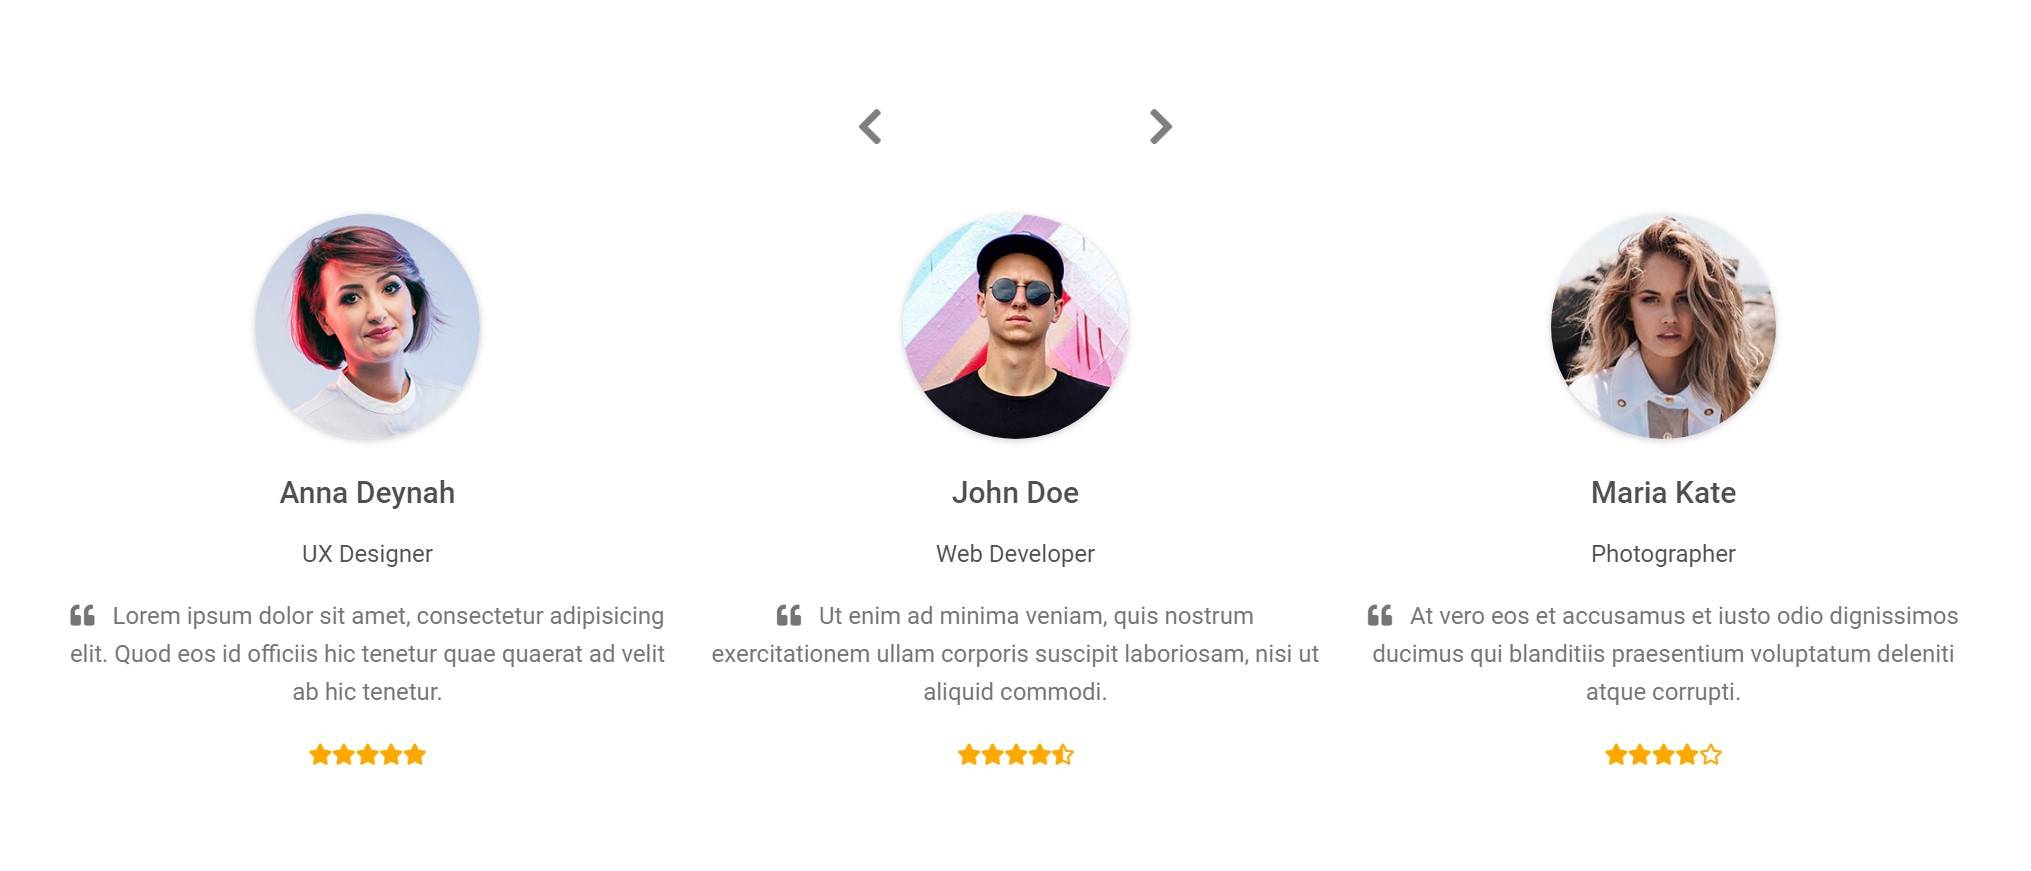 Anna Deynah
UX Designer
❝ Lorem ipsum dolor sit amet, consectetur adipisicing
elit. Quod eos id officiis hic tenetur quae quaerat ad velit
ab hic tenetur.
John Doe
Web Developer
❝ Ut enim ad minima veniam, quis nostrum
exercitationem ullam corporis suscipit laboriosam, nisi ut
aliquid commodi.
Maria Kate
Photographer
❝ At vero eos et accusamus et iusto odio dignissimos
ducimus qui blanditiis praesentium voluptatum deleniti
atque corrupti.